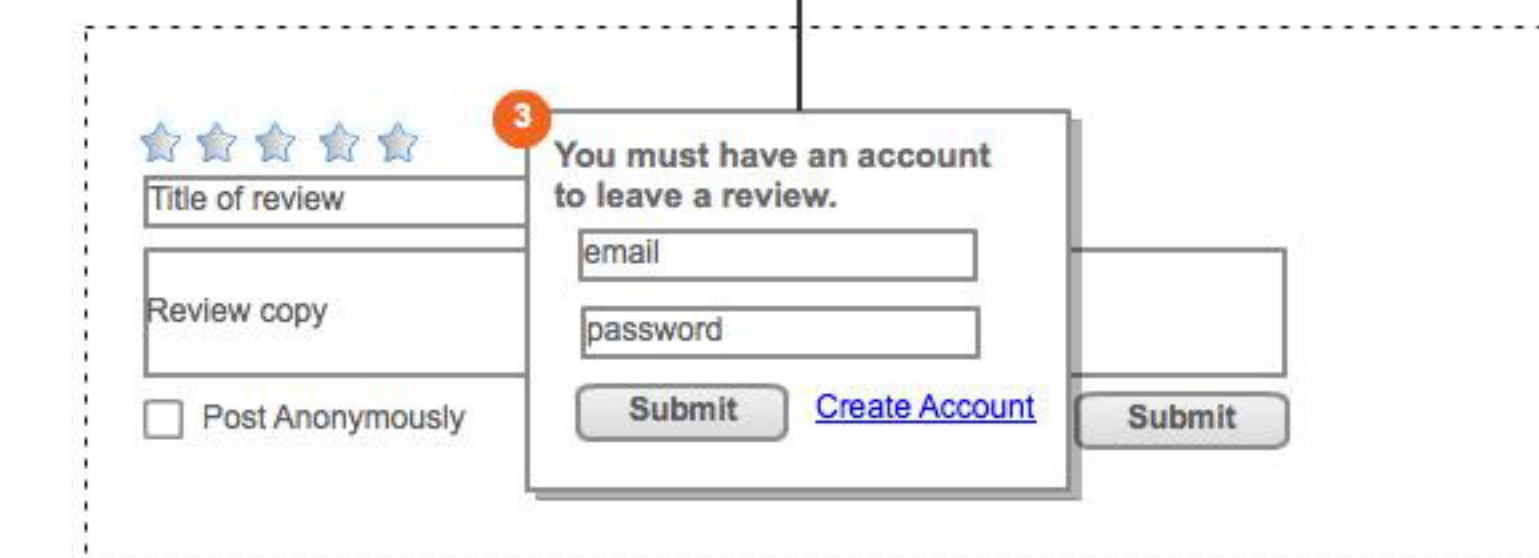 3
You must have an account
to leave a review.
Title of review
email
Review copy
password
Post Anonymously
Submit
Create Account
Submit